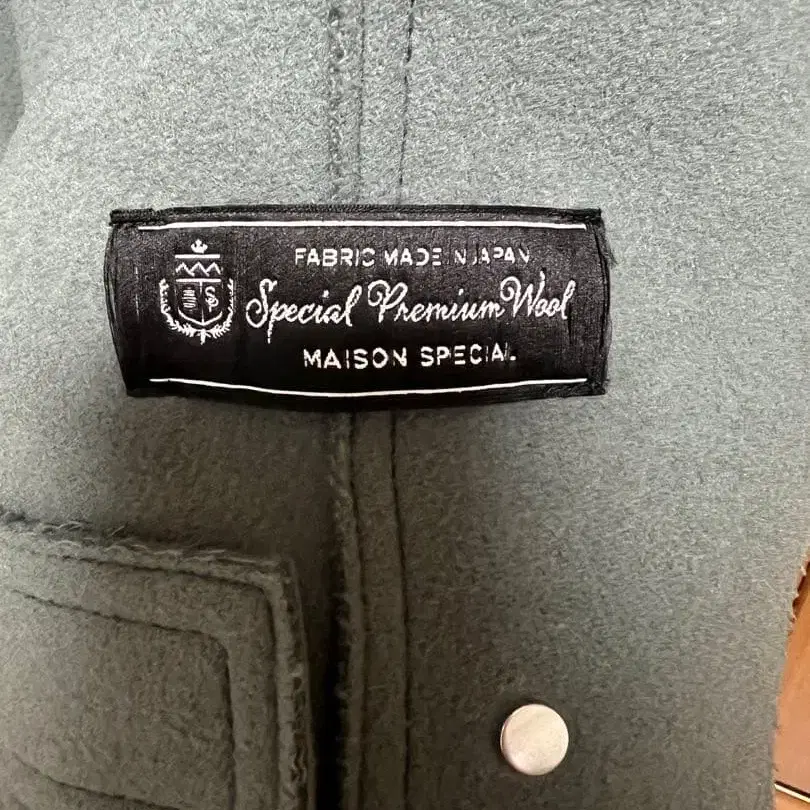 FABRIC MADE IN JAPAN
Special Premium Wool
MAISON SPECIAL